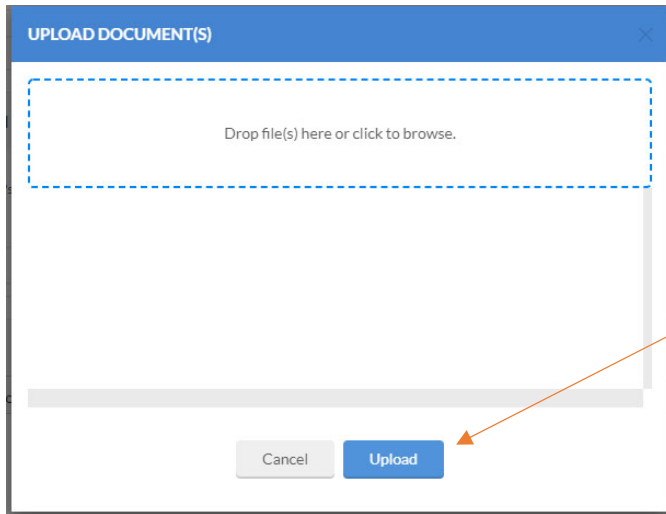 UPLOAD DOCUMENT(S)
Drop file(s) here or click to browse.
Cancel
Upload